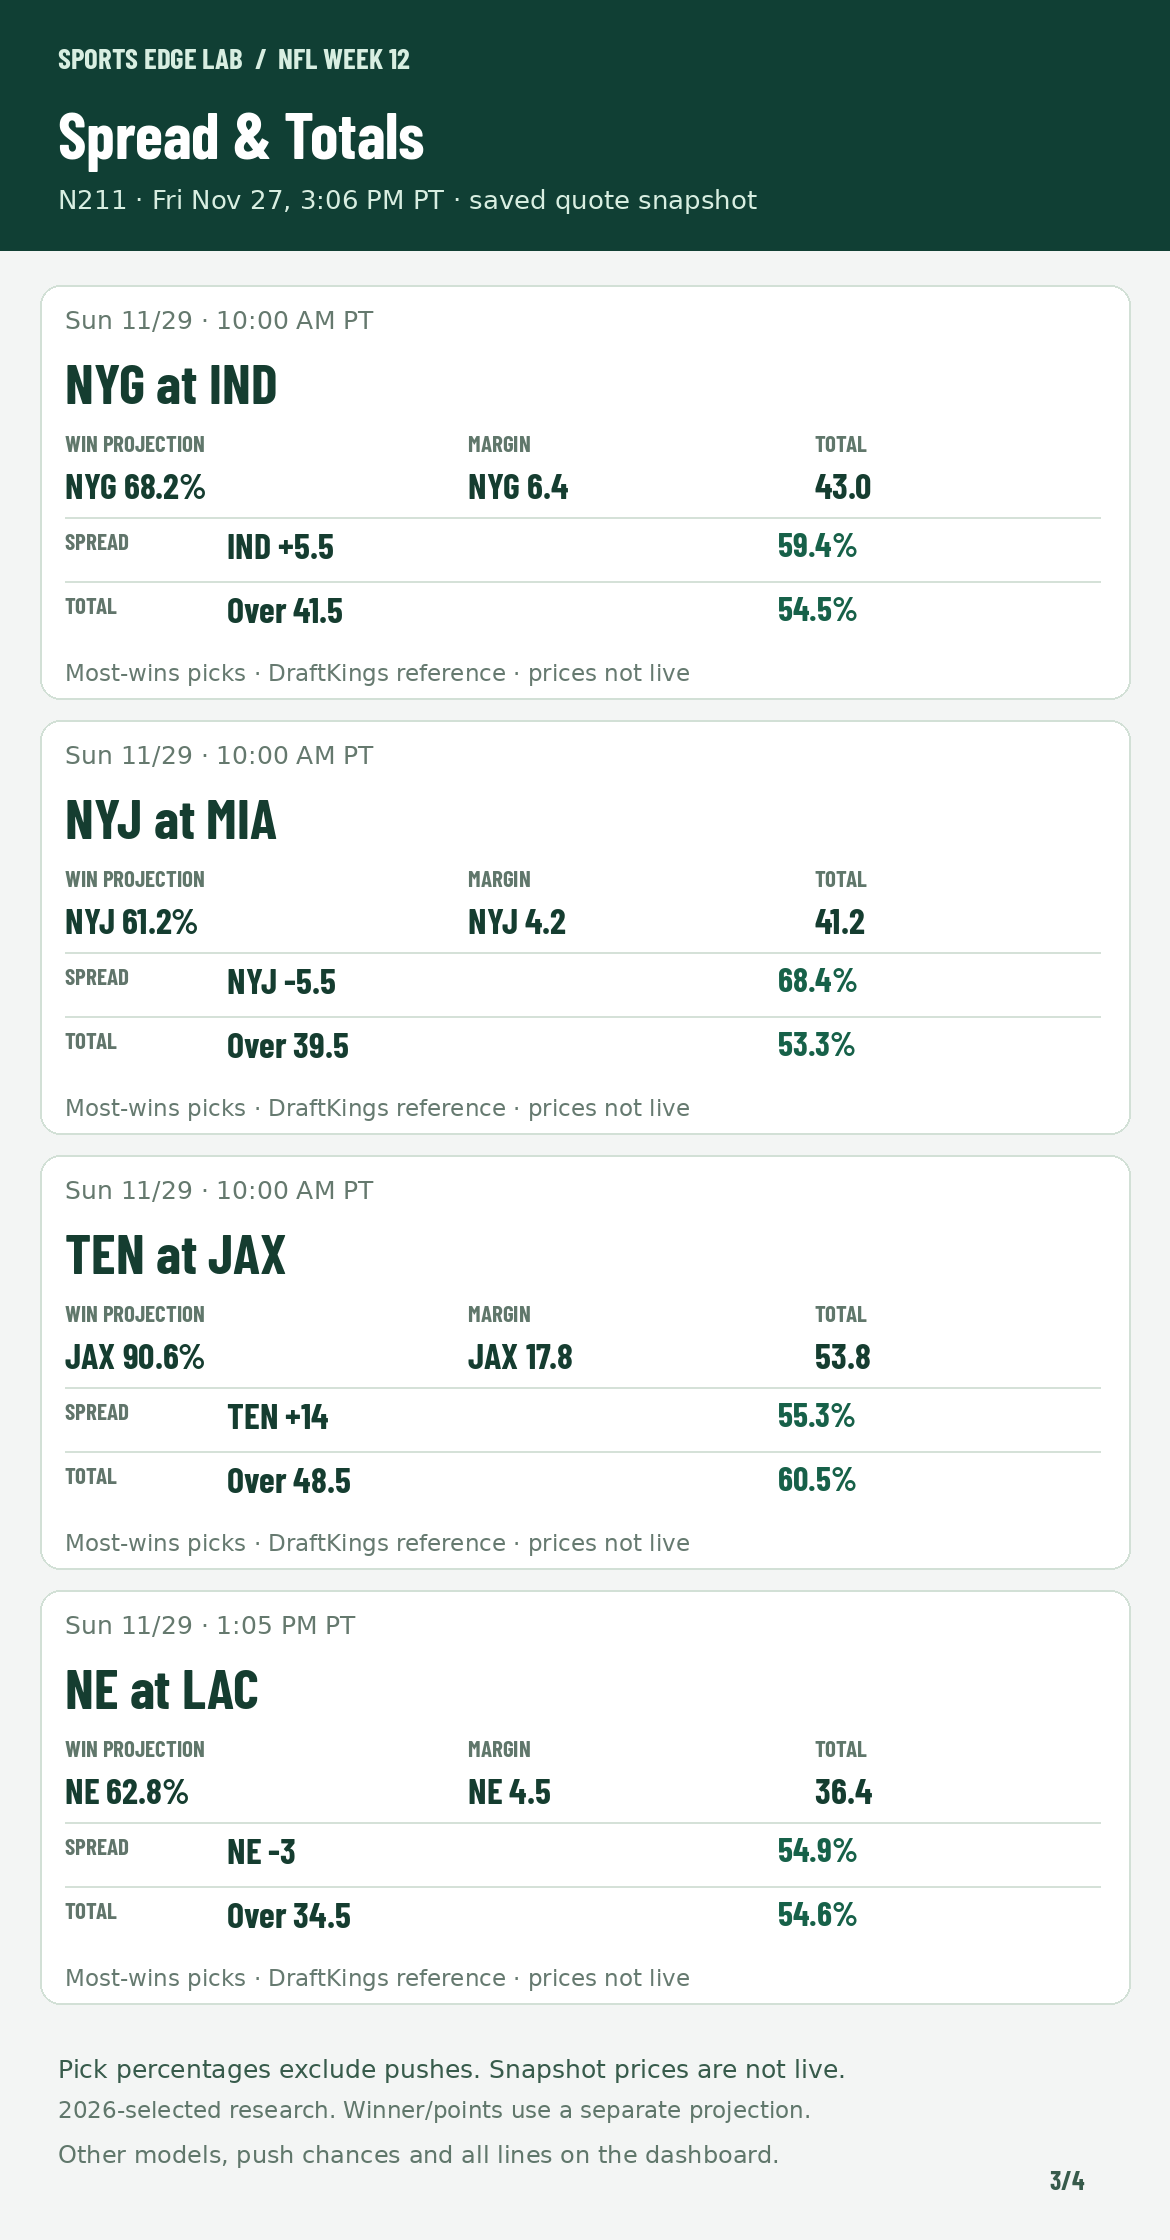 SPORTS EDGE LAB / NFL WEEK 12
Spread & Totals
N211 · Fri Nov 27, 3:06 PM PT · saved quote snapshot
Sun 11/29 · 10:00 AM PT
NYG at IND
WIN PROJECTION MARGIN TOTAL
NYG 68.2% NYG 6.4 43.0
SPREAD IND +5.5 59.4%
TOTAL Over 41.5 54.5%
Most-wins picks · DraftKings reference · prices not live
Sun 11/29 · 10:00 AM PT
NYJ at MIA
WIN PROJECTION MARGIN TOTAL
NYJ 61.2% NYJ 4.2 41.2
SPREAD NYJ -5.5 68.4%
TOTAL Over 39.5 53.3%
Most-wins picks · DraftKings reference · prices not live
Sun 11/29 · 10:00 AM PT
TEN at JAX
WIN PROJECTION MARGIN TOTAL
JAX 90.6% JAX 17.8 53.8
SPREAD TEN +14 55.3%
TOTAL Over 48.5 60.5%
Most-wins picks · DraftKings reference · prices not live
Sun 11/29 · 1:05 PM PT
NE at LAC
WIN PROJECTION MARGIN TOTAL
NE 62.8% NE 4.5 36.4
SPREAD NE -3 54.9%
TOTAL Over 34.5 54.6%
Most-wins picks · DraftKings reference · prices not live
Pick percentages exclude pushes. Snapshot prices are not live.
2026-selected research. Winner/points use a separate projection.
Other models, push chances and all lines on the dashboard.
3/4